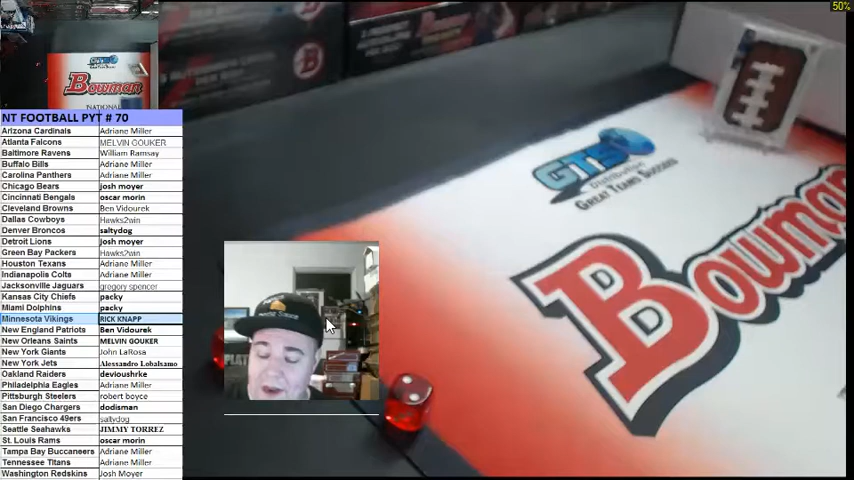 50%
Bowman
NATIONAL
NT FOOTBALL PYT # 70
Arizona Cardinals Adriane Miller
Atlanta Falcons MELVIN GOUKER
Baltimore Ravens William Ramsay
Buffalo Bills Adriane Miller
Carolina Panthers Adriane Miller
Chicago Bears josh moyer
Cincinnati Bengals oscar morin
Cleveland Browns Ben Vidourek
Dallas Cowboys Hawks2win
Denver Broncos saltydog
Detroit Lions josh moyer
Green Bay Packers Hawks2win
Houston Texans Adriane Miller
Indianapolis Colts Adriane Miller
Jacksonville Jaguars gregory spencer
Kansas City Chiefs packy
Miami Dolphins packy
Minnesota Vikings RICK KNAPP
New England Patriots Ben Vidourek
New Orleans Saints MELVIN GOUKER
New York Giants John LaRosa
New York Jets Alessandro Lobalsamo
Oakland Raiders devioushrke
Philadelphia Eagles Adriane Miller
Pittsburgh Steelers robert boyce
San Diego Chargers dodisman
San Francisco 49ers saltydog
Seattle Seahawks JIMMY TORREZ
St. Louis Rams oscar morin
Tampa Bay Buccaneers Adriane Miller
Tennessee Titans Adriane Miller
Washington Redskins Josh Moyer
GTS
Distribution
GREAT TEAMS SUCCEED
Bowman